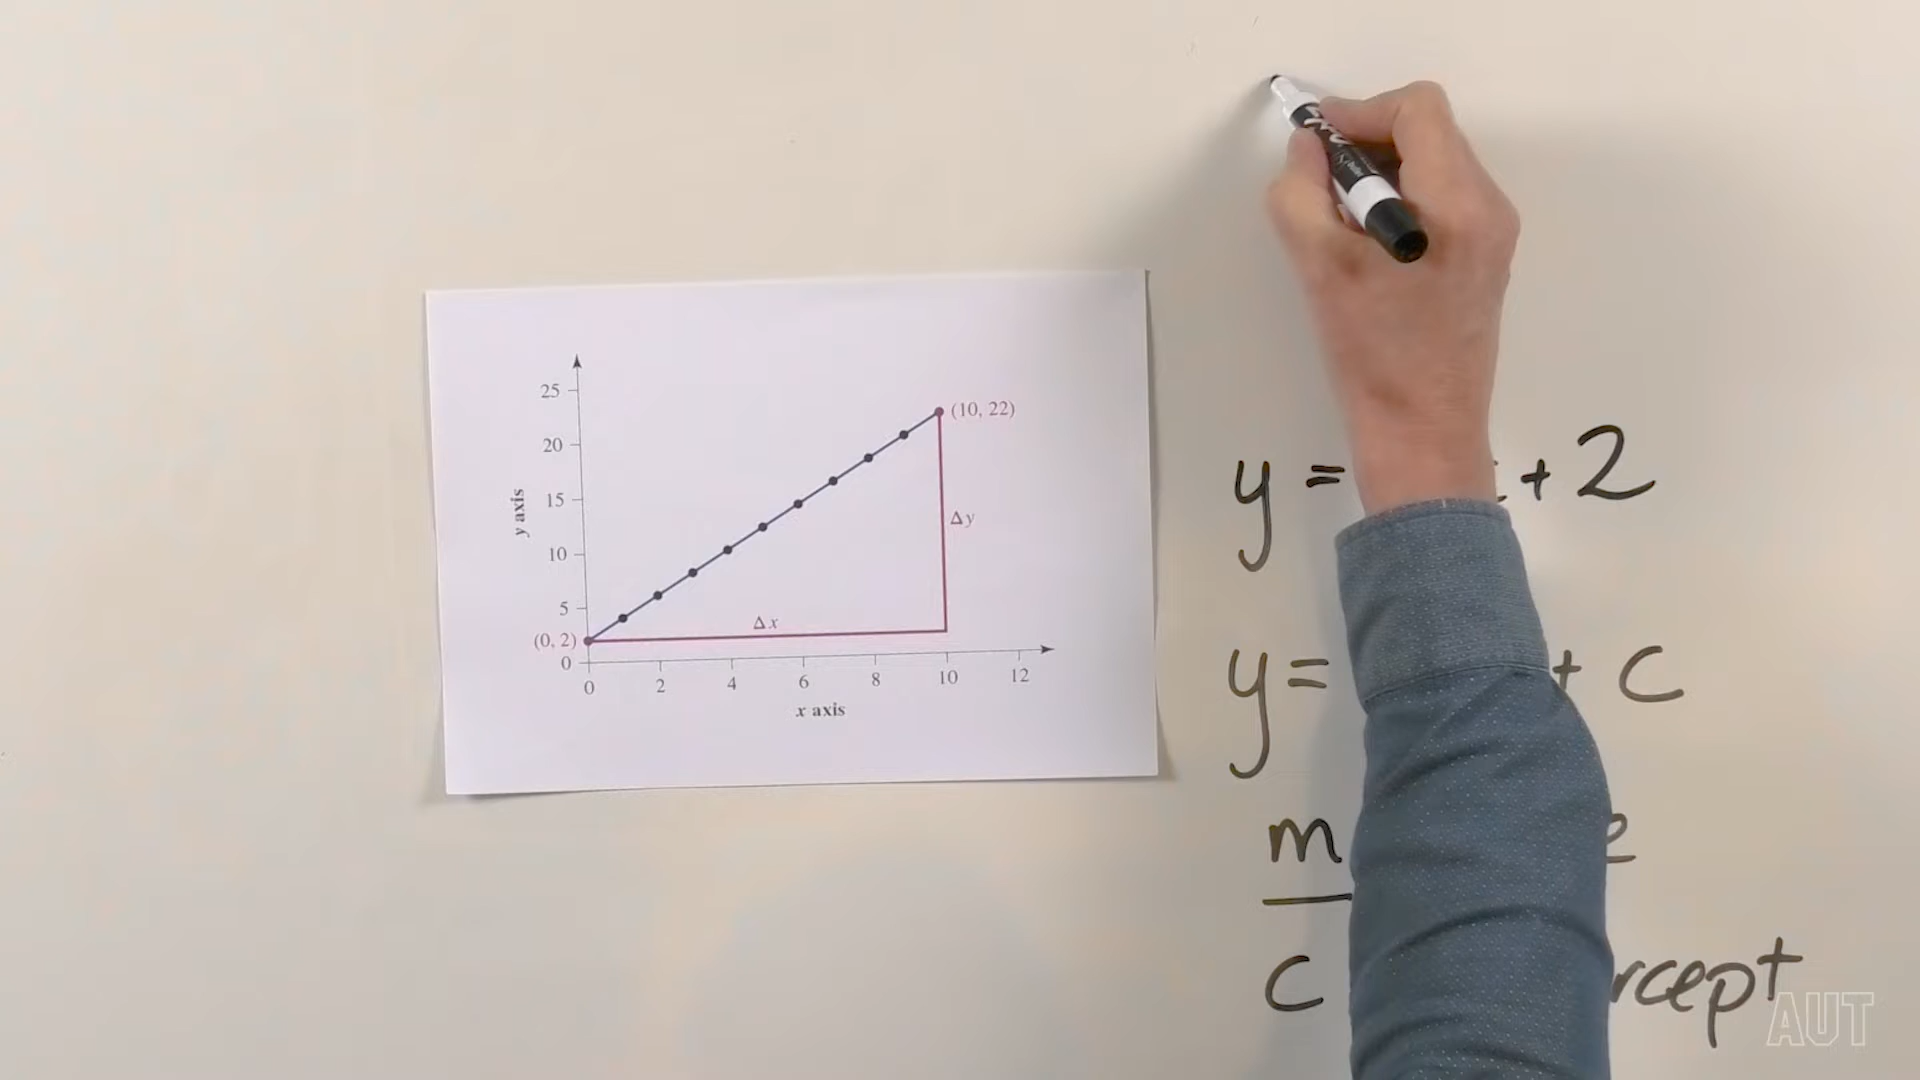 25
(10, 22)
20
15
y axis
Δy
10
5
Δx
(0, 2)
0
0 2 4 6 8 10 12
x axis
y = + 2
y = + c
m
c
AUT